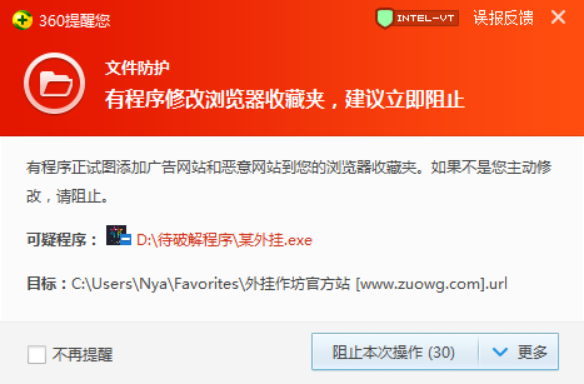 360提醒您
INTEL-VT 误报反馈
文件防护
有程序修改浏览器收藏夹，建议立即阻止
有程序正试图添加广告网站和恶意网站到您的浏览器收藏夹。如果不是您主动修
改，请阻止。
可疑程序： D:\待破解程序\某外挂.exe
目标：C:\Users\Nya\Favorites\外挂作坊官方站 [www.zuowg.com].url
不再提醒
阻止本次操作 (30) 更多